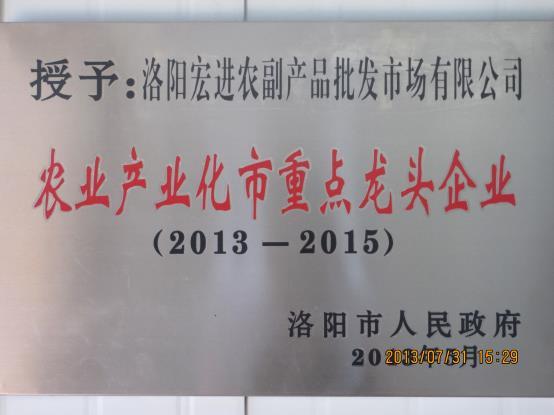 授予：洛阳宏进农副产品批发市场有限公司
农业产业化市重点龙头企业
（2013－2015）
洛阳市人民政府
2013/07/31 15:29